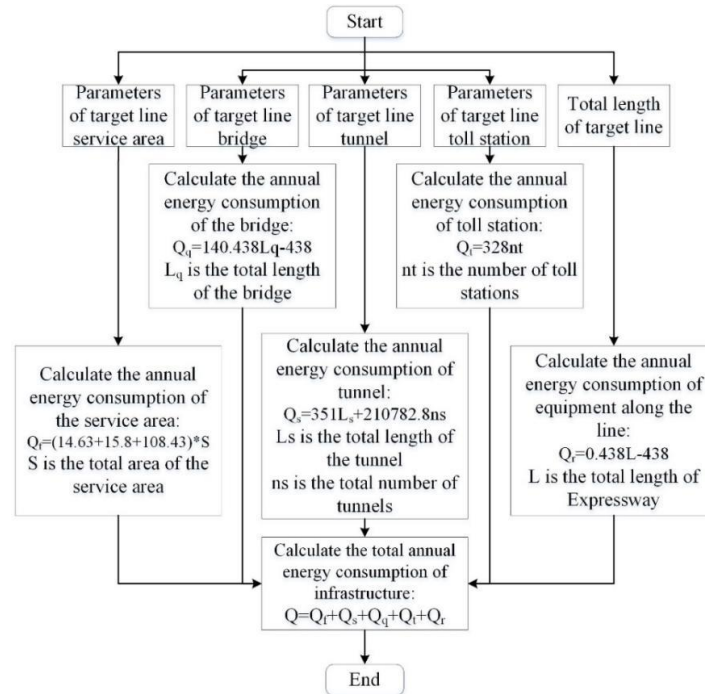 Start
Parameters
of target line
service area
Parameters
of target line
bridge
Parameters
of target line
tunnel
Parameters
of target line
toll station
Total length
of target line
Calculate the annual
energy consumption
of the bridge:
Qq=140.438Lq-438
Lq is the total length
of the bridge
Calculate the annual
energy consumption
of toll station:
Qt=328nt
nt is the number of toll
stations
Calculate the annual
energy consumption of
the service area:
Qf=(14.63+15.8+108.43)*S
S is the total area of the
service area
Calculate the annual
energy consumption of
tunnel:
Qs=351Ls+210782.8ns
Ls is the total length of
the tunnel
ns is the total number of
tunnels
Calculate the annual
energy consumption of
equipment along the
line:
Qr=0.438L-438
L is the total length of
Expressway
Calculate the total annual
energy consumption of
infrastructure:
Q=Qf+Qs+Qq+Qt+Qr
End